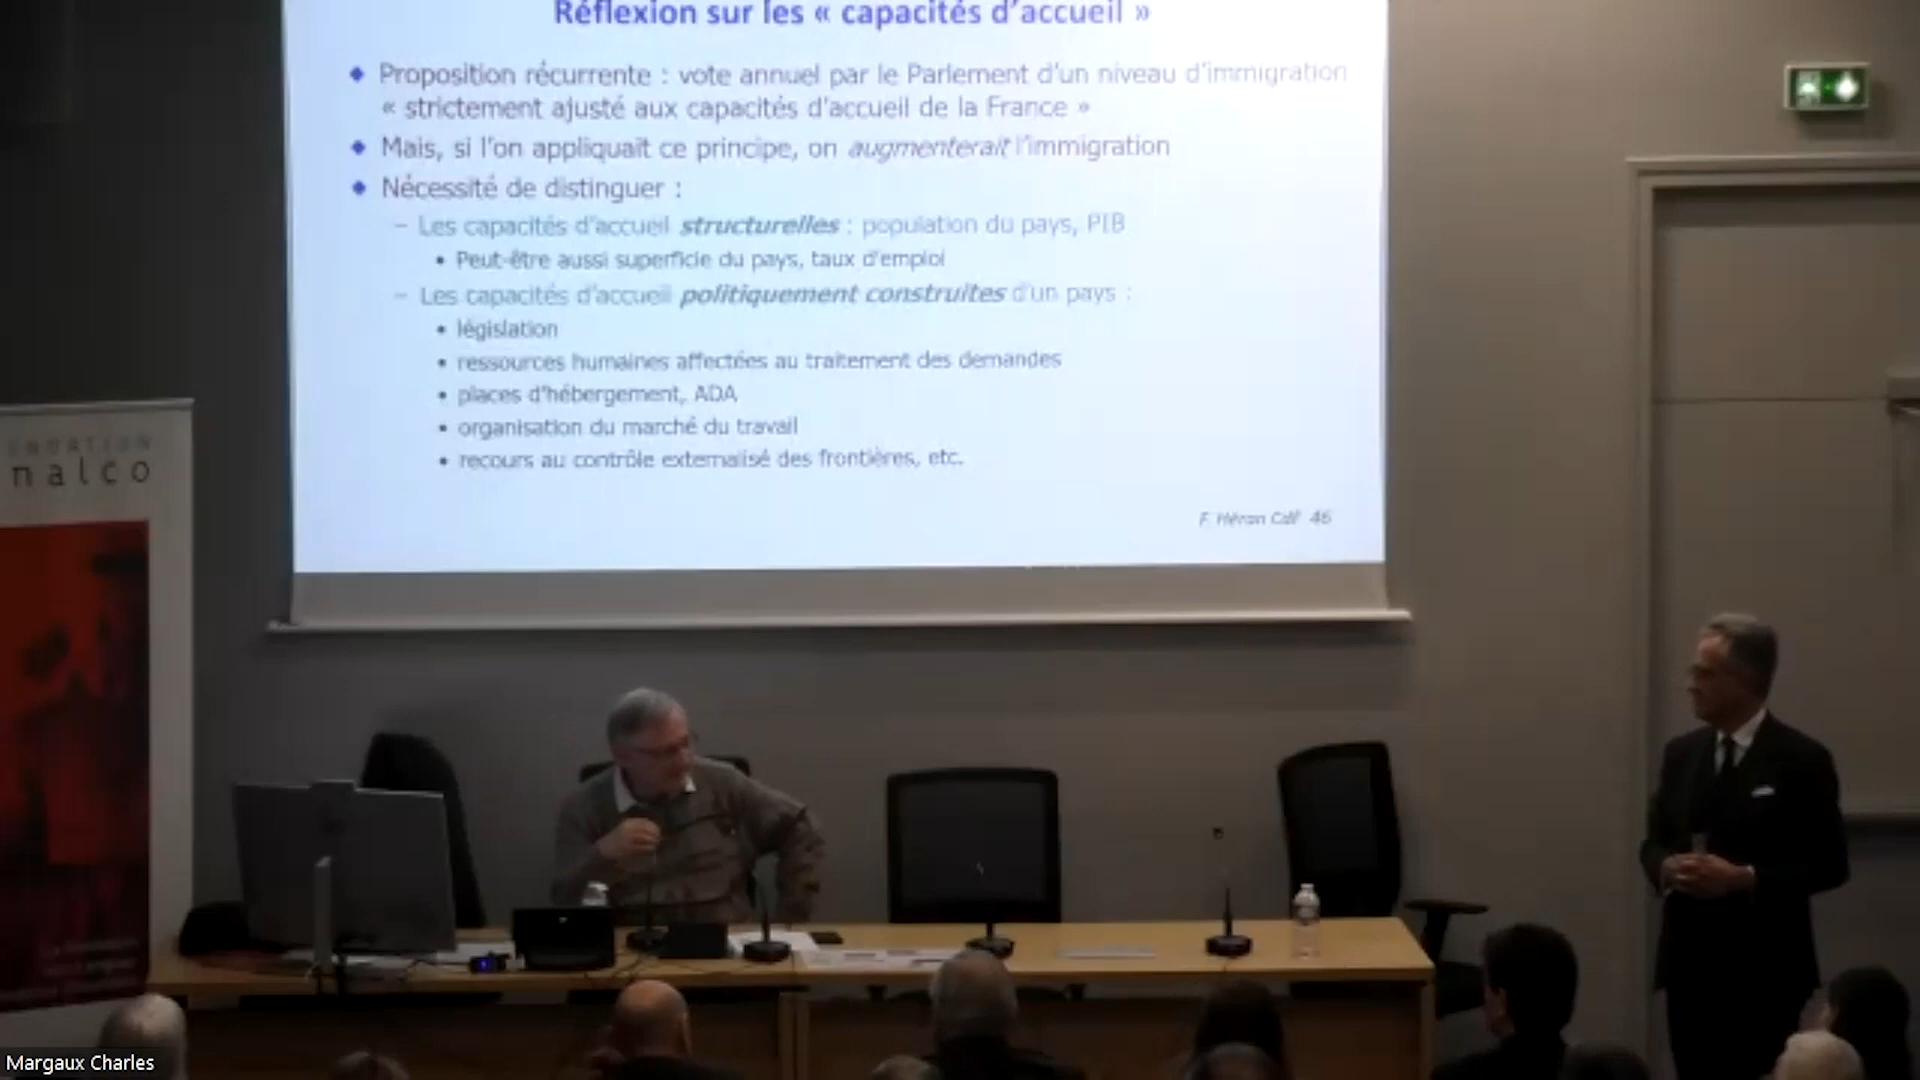 Réflexion sur les « capacités d'accueil »
◆ Proposition récurrente : vote annuel par le Parlement d'un niveau d'immigration
« strictement ajusté aux capacités d'accueil de la France »
◆ Mais, si l'on appliquait ce principe, on augmenterait l'immigration
◆ Nécessité de distinguer :
– Les capacités d'accueil structurelles : population du pays, PIB
• Peut-être aussi superficie du pays, taux d'emploi
– Les capacités d'accueil politiquement construites d'un pays :
• législation
• ressources humaines affectées au traitement des demandes
• places d'hébergement, ADA
• organisation du marché du travail
• recours au contrôle externalisé des frontières, etc.
F. Héran CdF 46
nalco
Margaux Charles